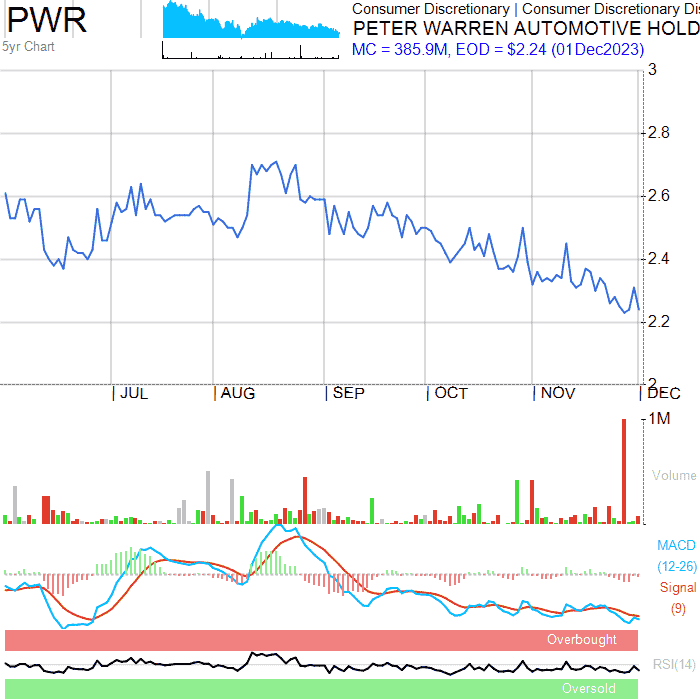 PWR
5yr Chart
Consumer Discretionary | Consumer Discretionary Dis
PETER WARREN AUTOMOTIVE HOLD
MC = 385.9M, EOD = $2.24 (01Dec2023)
3
2.8
2.6
2.4
2.2
2
JUL AUG SEP OCT NOV DEC
1M
Volume
MACD
(12-26)
Signal
(9)
Overbought
RSI(14)
Oversold